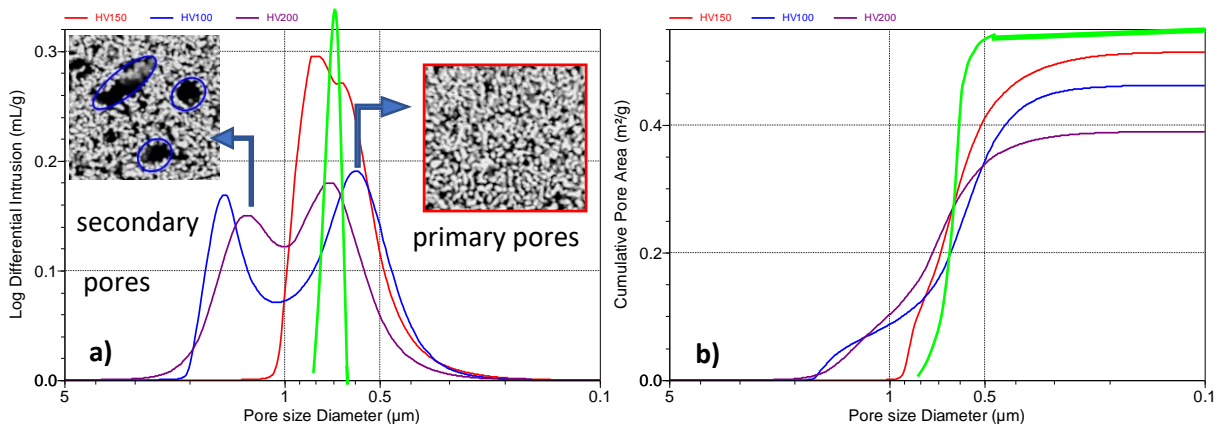 HV150 HV100 HV200
0.3
0.2
0.1
0.0
Log Differential Intrusion (mL/g)
secondary
pores
primary pores
a)
5 1 0.5 0.1
Pore size Diameter (µm)
HV150 HV100 HV200
0.4
0.2
0.0
Cumulative Pore Area (m²/g)
b)
5 1 0.5 0.1
Pore size Diameter (µm)